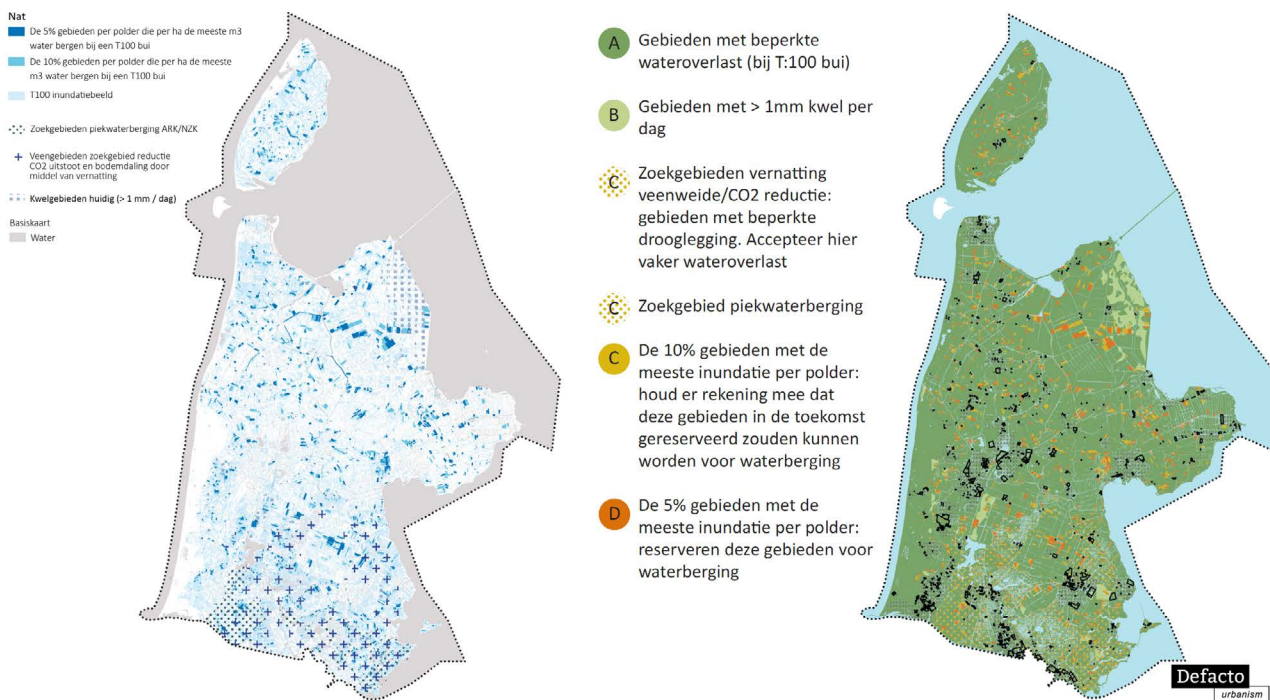 Nat
De 5% gebieden per polder die per ha de meeste m3
water bergen bij een T100 bui
De 10% gebieden per polder die per ha de meeste
m3 water bergen bij een T100 bui
T100 inundatiebeeld
Zoekgebieden piekwaterberging ARK/NZK
Veengebieden zoekgebied reductie
CO2 uitstoot en bodemdaling door
middel van vernatting
Kwelgebieden huidig (> 1 mm / dag)
Basiskaart
Water
A Gebieden met beperkte
wateroverlast (bij T:100 bui)
B Gebieden met > 1mm kwel per
dag
C Zoekgebieden vernatting
veenweide/CO2 reductie:
gebieden met beperkte
drooglegging. Accepteer hier
vaker wateroverlast
C Zoekgebied piekwaterberging
C De 10% gebieden met de
meeste inundatie per polder:
houd er rekening mee dat
deze gebieden in de toekomst
gereserveerd zouden kunnen
worden voor waterberging
D De 5% gebieden met de
meeste inundatie per polder:
reserveren deze gebieden voor
waterberging
Defacto
urbanism